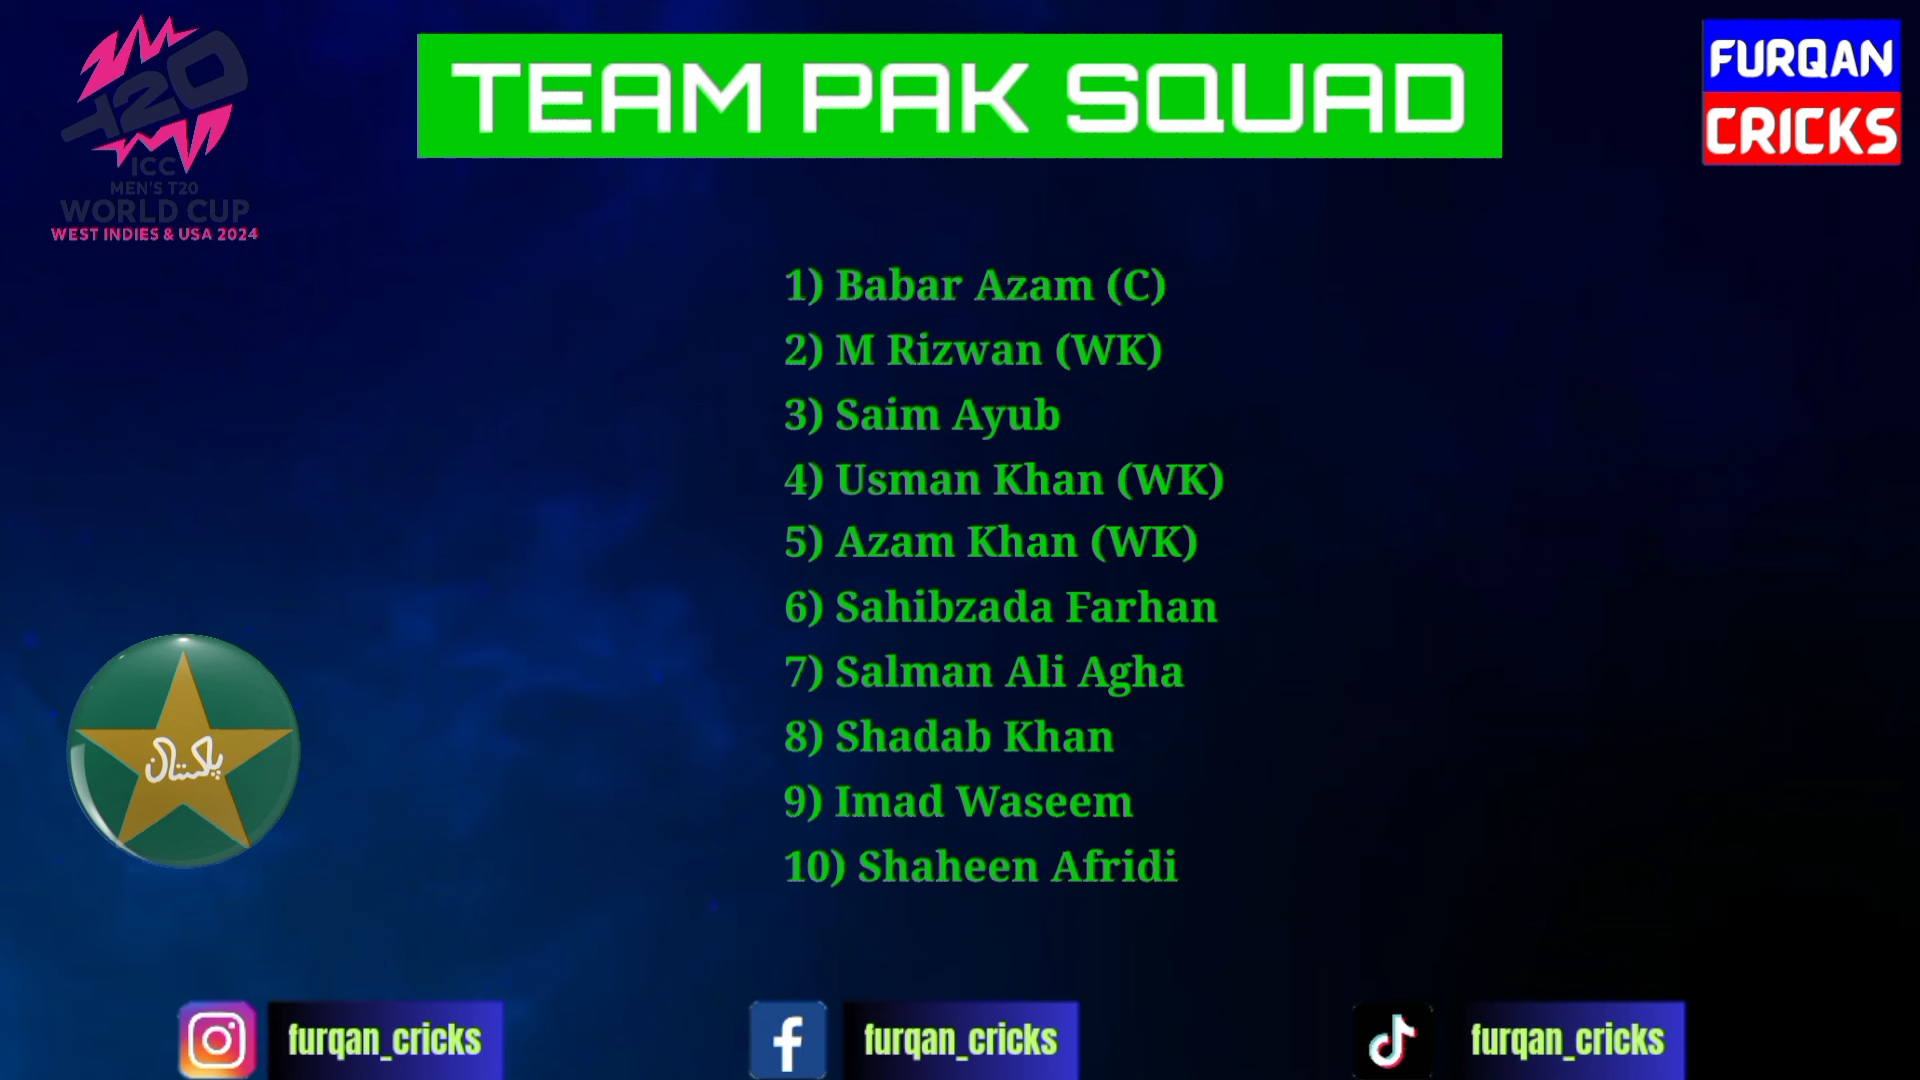 T20
ICC
MEN'S T20
WORLD CUP
WEST INDIES & USA 2024
TEAM PAK SQUAD
FURQAN
CRICKS
1) Babar Azam (C)
2) M Rizwan (WK)
3) Saim Ayub
4) Usman Khan (WK)
5) Azam Khan (WK)
6) Sahibzada Farhan
7) Salman Ali Agha
8) Shadab Khan
9) Imad Waseem
10) Shaheen Afridi
پاکستان
furqan_cricks
furqan_cricks
furqan_cricks